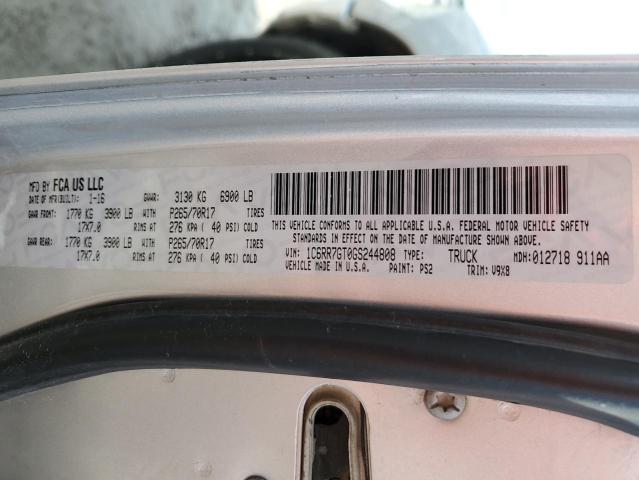 MFD BY FCA US LLC
DATE OF MFR(BUILT): 1-16 GVWR: 3130 KG 6900 LB
GAWR FRONT: 1770 KG 3900 LB WITH P265/70R17 TIRES
17X7.0 RIMS AT 276 KPA ( 40 PSI) COLD
GAWR REAR: 1770 KG 3900 LB WITH P265/70R17 TIRES
17X7.0 RIMS AT 276 KPA ( 40 PSI) COLD
THIS VEHICLE CONFORMS TO ALL APPLICABLE U.S.A. FEDERAL MOTOR VEHICLE SAFETY
STANDARDS IN EFFECT ON THE DATE OF MANUFACTURE SHOWN ABOVE.
VIN: 1C6RR7GT0GS244808 TYPE: TRUCK MDH:012718 911AA
VEHICLE MADE IN U.S.A. PAINT: PS2 TRIM: V9X8